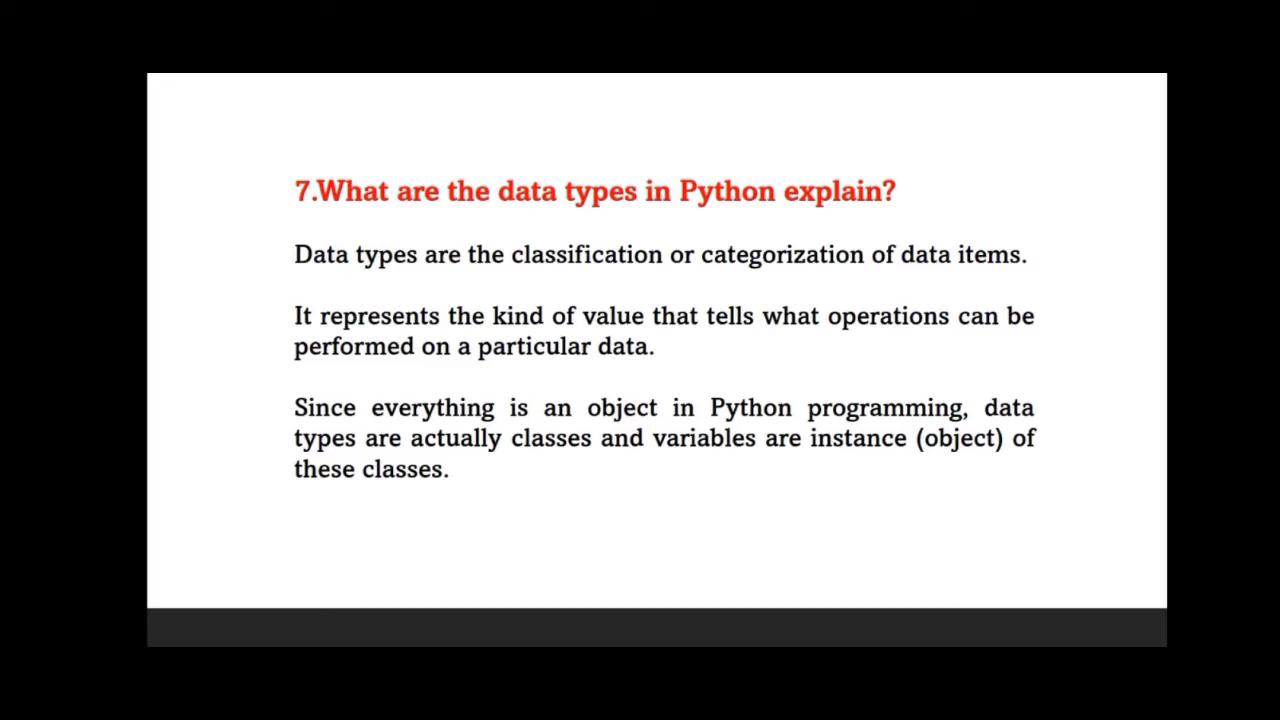 7.What are the data types in Python explain?
Data types are the classification or categorization of data items.
It represents the kind of value that tells what operations can be
performed on a particular data.
Since everything is an object in Python programming, data
types are actually classes and variables are instance (object) of
these classes.